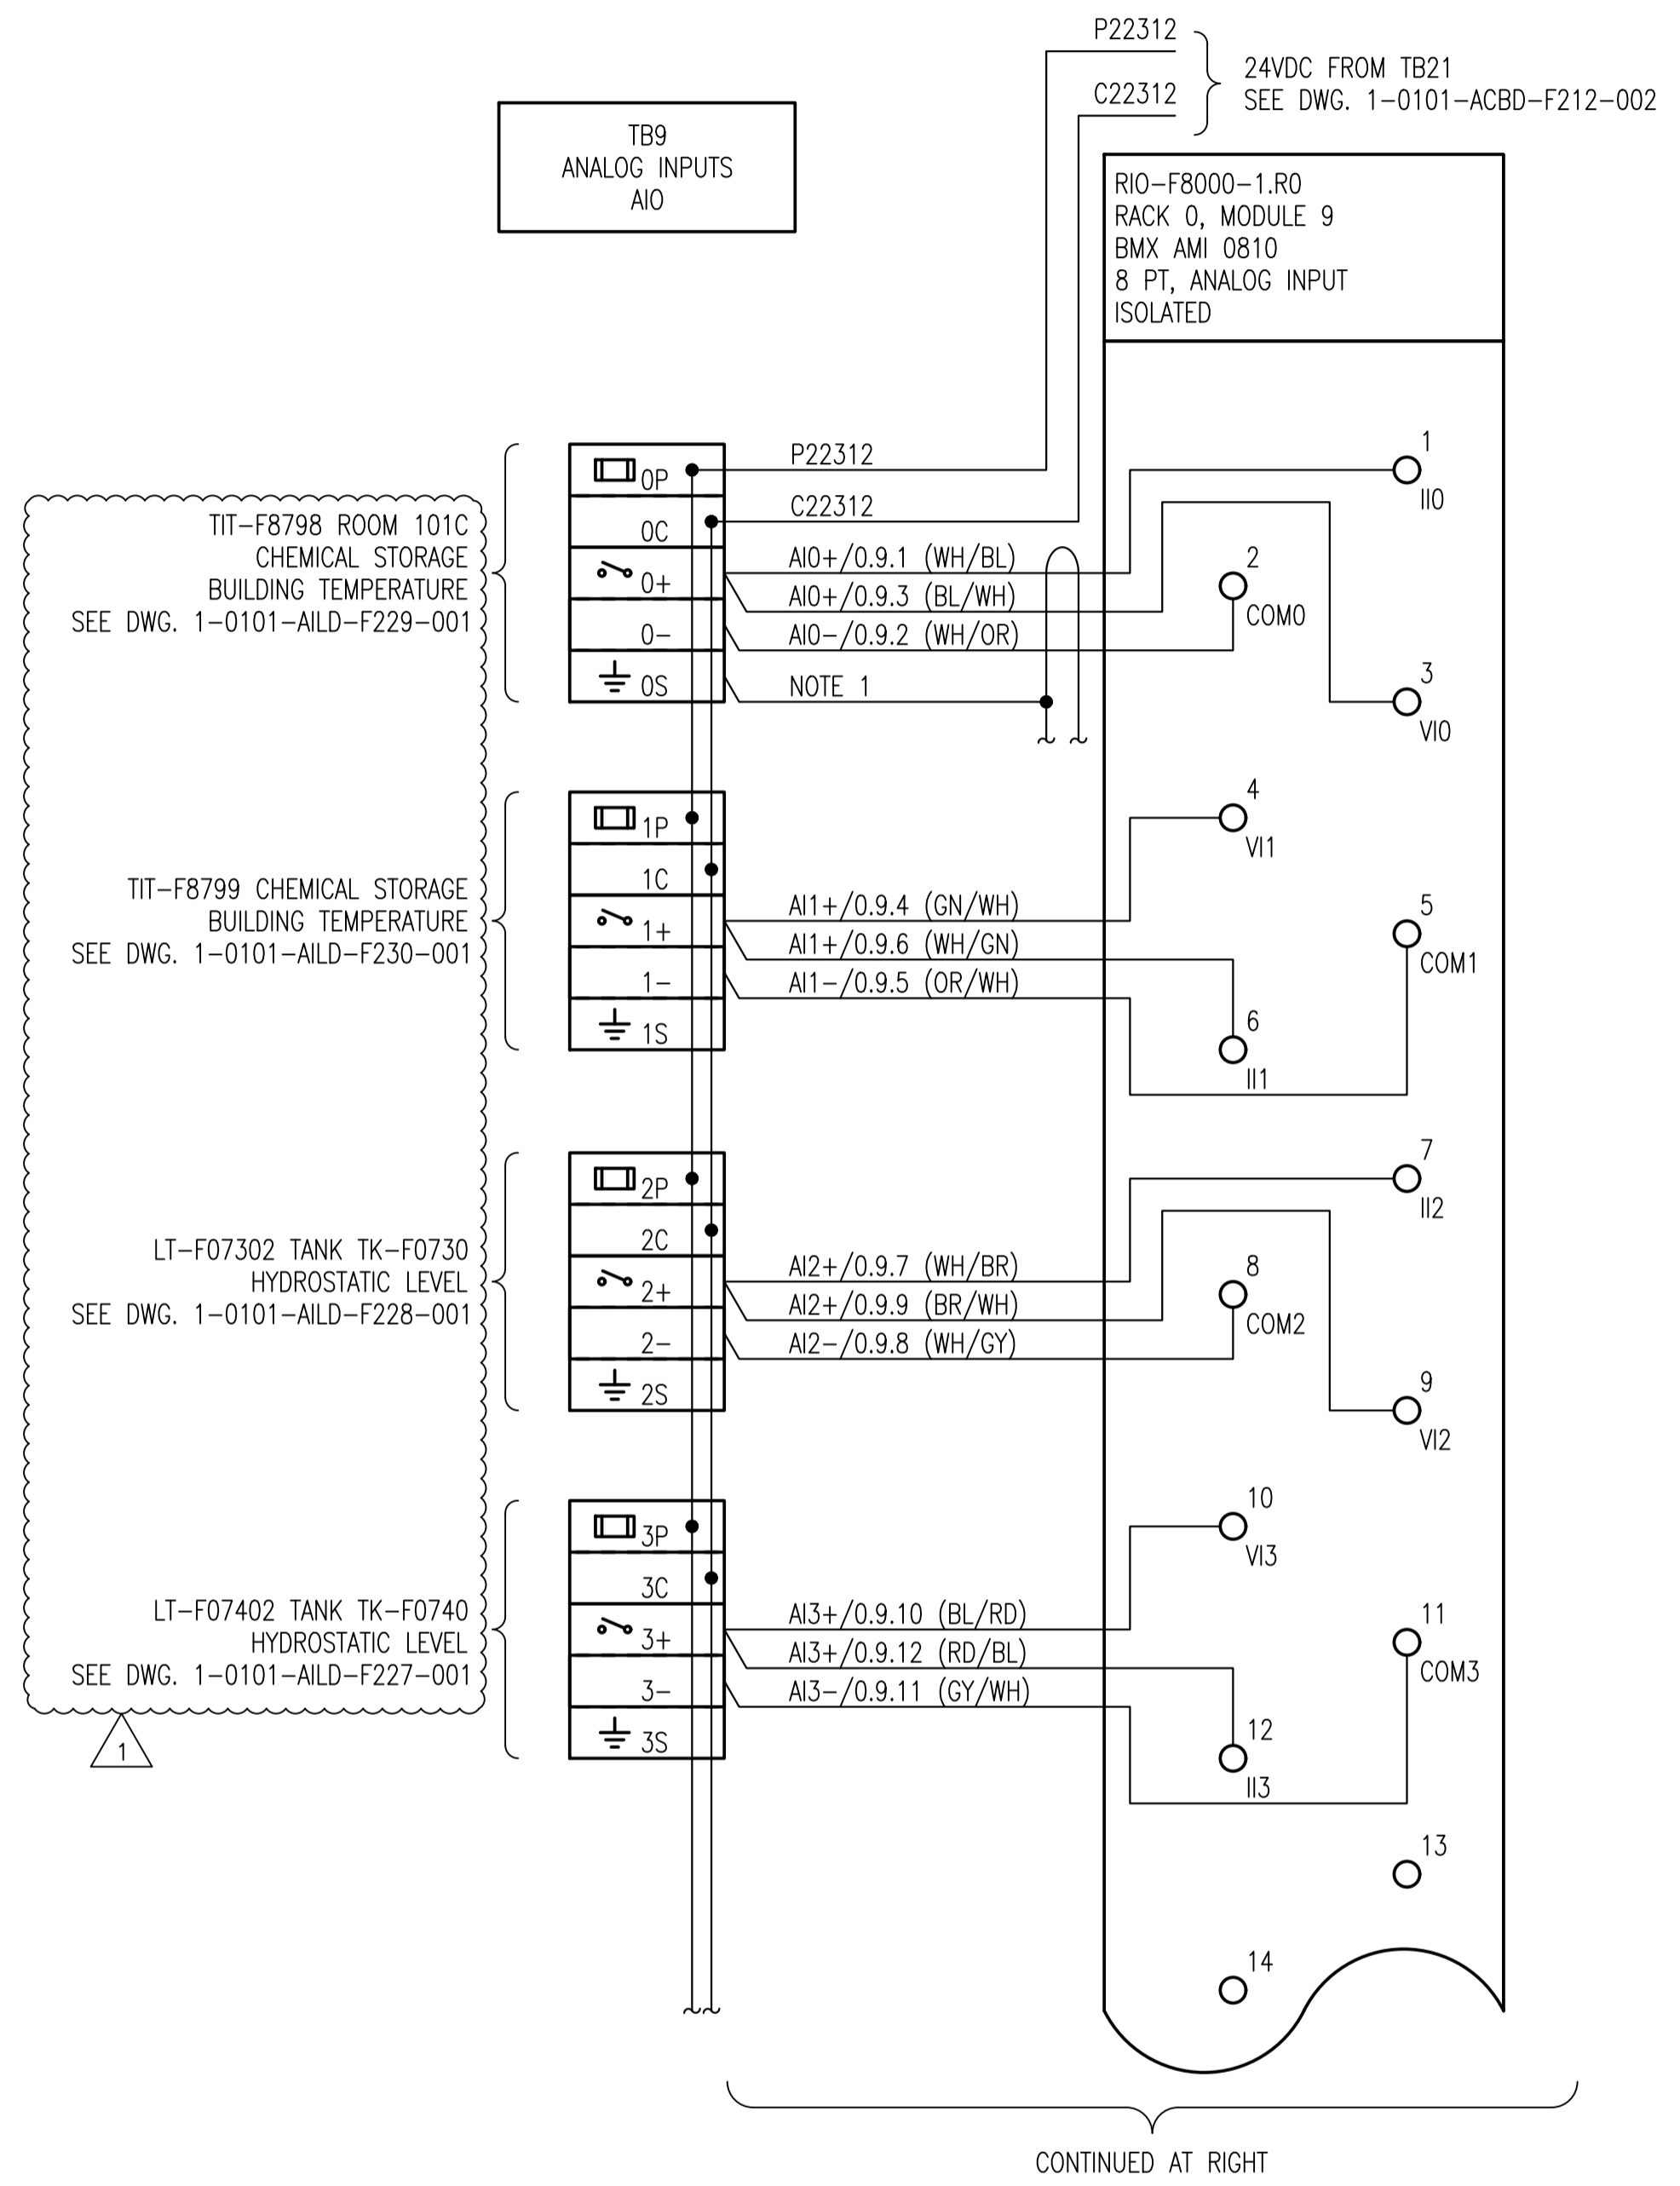 P22312
C22312
24VDC FROM TB21
SEE DWG. 1-0101-ACBD-F212-002
TB9
ANALOG INPUTS
AIO
RIO-F8000-1.R0
RACK 0, MODULE 9
BMX AMI 0810
8 PT, ANALOG INPUT
ISOLATED
TIT-F8798 ROOM 101C
CHEMICAL STORAGE
BUILDING TEMPERATURE
SEE DWG. 1-0101-AILD-F229-001
0P
0C
0+
0-
0S
P22312
C22312
AI0+/0.9.1 (WH/BL)
AI0+/0.9.3 (BL/WH)
AI0-/0.9.2 (WH/OR)
NOTE 1
1
II0
2
COM0
3
VI0
TIT-F8799 CHEMICAL STORAGE
BUILDING TEMPERATURE
SEE DWG. 1-0101-AILD-F230-001
1P
1C
1+
1-
1S
AI1+/0.9.4 (GN/WH)
AI1+/0.9.6 (WH/GN)
AI1-/0.9.5 (OR/WH)
4
VI1
5
COM1
6
II1
LT-F07302 TANK TK-F0730
HYDROSTATIC LEVEL
SEE DWG. 1-0101-AILD-F228-001
2P
2C
2+
2-
2S
AI2+/0.9.7 (WH/BR)
AI2+/0.9.9 (BR/WH)
AI2-/0.9.8 (WH/GY)
7
II2
8
COM2
9
VI2
LT-F07402 TANK TK-F0740
HYDROSTATIC LEVEL
SEE DWG. 1-0101-AILD-F227-001
3P
3C
3+
3-
3S
AI3+/0.9.10 (BL/RD)
AI3+/0.9.12 (RD/BL)
AI3-/0.9.11 (GY/WH)
10
VI3
11
COM3
12
II3
1
13
14
CONTINUED AT RIGHT